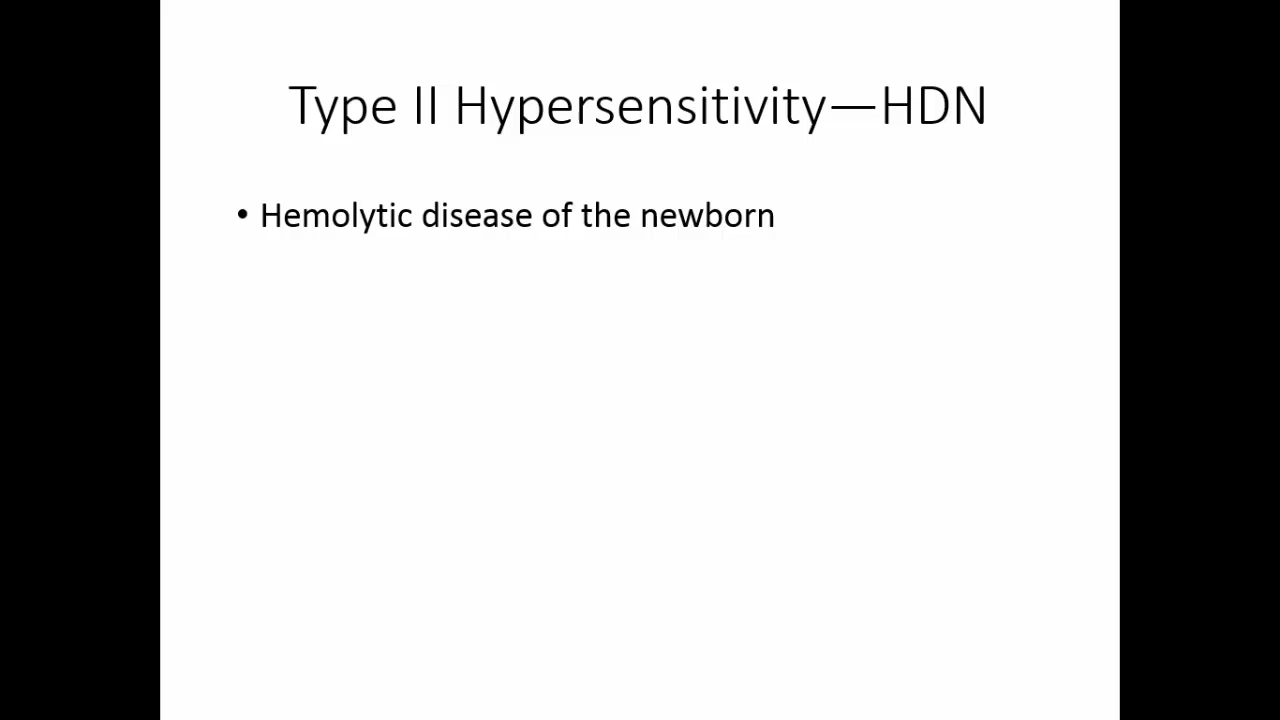 Type II Hypersensitivity—HDN
• Hemolytic disease of the newborn